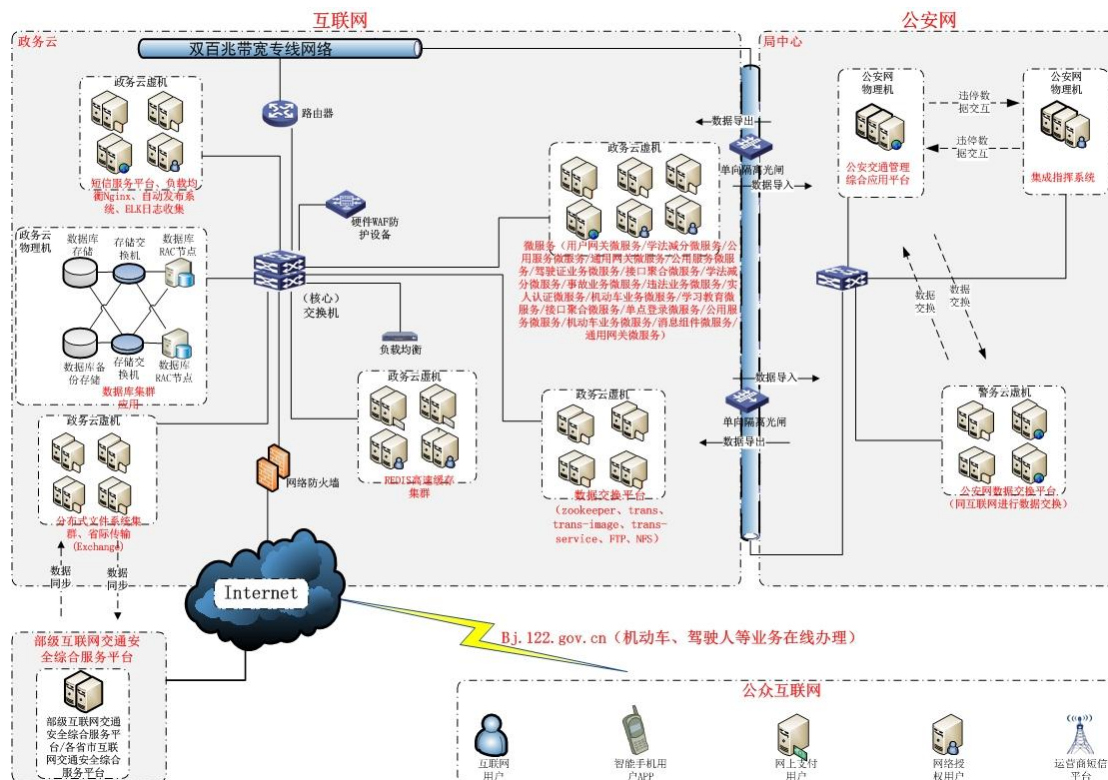 互联网
公安网
政务云
双百兆带宽专线网络
局中心
政务云虚机
路由器
短信服务平台、负载均
衡Nginx、自动发布系
统、ELK日志收集
硬件WAF防
护设备
政务云
物理机
数据库
存储
存储交
换机
数据库
RAC节点
数据库备
份存储
存储交
换机
数据库
RAC节点
数据库集群
应用
(核心)
交换机
负载均衡
政务云虚机
微服务（用户网关微服务/学法减分微服务/公
用服务微服务/通用网关微服务/公用服务微服
务/驾驶证业务微服务/接口聚合微服务/学法减
分微服务/事故业务微服务/违法业务微服务/实
人认证微服务/机动车业务微服务/学习教育微
服务/接口聚合微服务/单点登录微服务/公用服
务微服务/机动车业务微服务/消息组件微服务/
通用网关微服务）
数据导出
单向隔离光闸
数据导入
公安网
物理机
公安交通管理
综合应用平台
违停数
据交互
违停数
据交互
公安网
物理机
集成指挥系统
数据
交换
数据
交换
政务云虚机
分布式文件系统集
群、省际传输
(Exchange)
网络防火墙
政务云虚机
REDIS高速缓存
集群
政务云虚机
数据交换平台
（zookeeper、trans、
trans-image、trans-
service、FTP、NFS）
数据导入
单向隔离光闸
数据导出
警务云虚机
公安网数据交换平台
（同互联网进行数据交换）
数据
同步
数据
同步
Internet
Bj.122.gov.cn（机动车、驾驶人等业务在线办理）
部级互联网交通安
全综合服务平台
部级互联网交通
安全综合服务平
台/各省市互联
网交通安全综合
服务平台
公众互联网
互联网
用户
智能手机用
户APP
网上支付
用户
网络授
权用户
运营商短信
平台